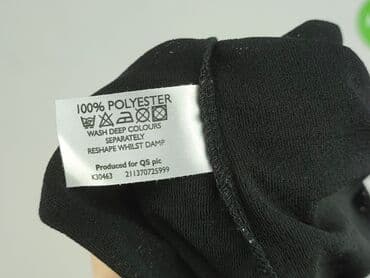 100% POLYESTER
WASH DEEP COLOURS
SEPARATELY
RESHAPE WHILST DAMP
Produced for QS plc
K30463 211370725999